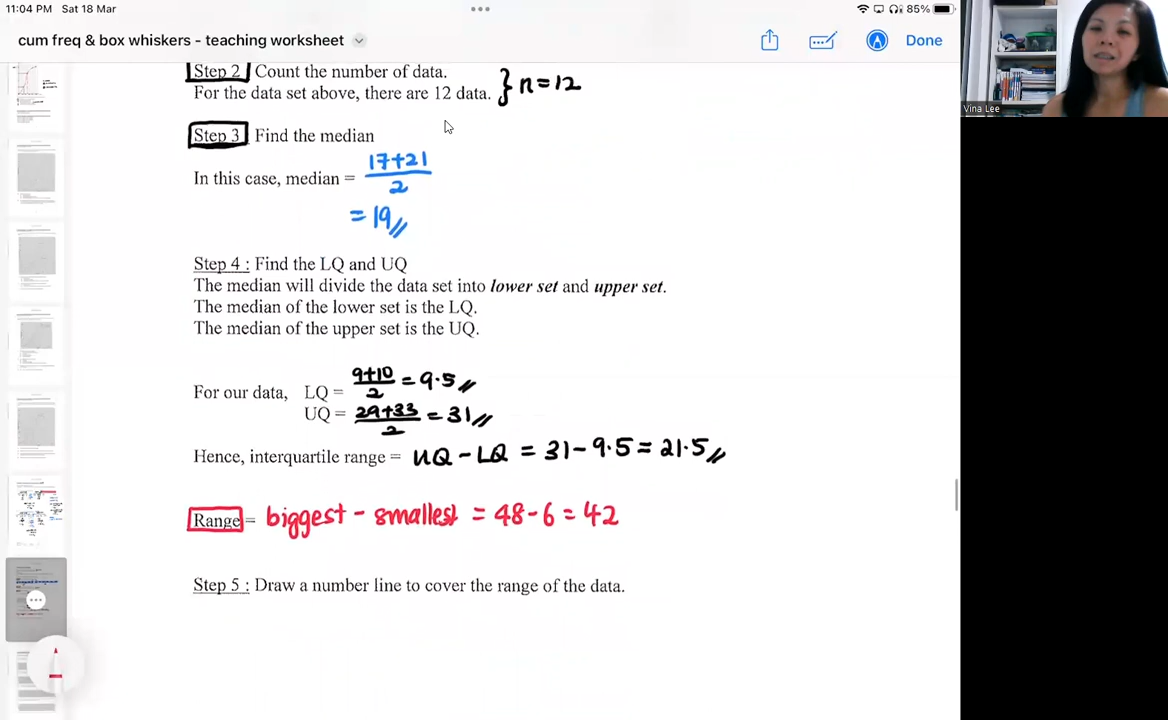 11:04 PM Sat 18 Mar
85%
cum freq & box whiskers - teaching worksheet
Done
Vina Lee
Step 2 Count the number of data.
For the data set above, there are 12 data. } n=12
Step 3 Find the median
In this case, median = 17+21
2
= 19
Step 4 : Find the LQ and UQ
The median will divide the data set into lower set and upper set.
The median of the lower set is the LQ.
The median of the upper set is the UQ.
For our data, LQ = 9+10/2 = 9.5
UQ = 29+33/2 = 31
Hence, interquartile range = UQ - LQ = 31 - 9.5 = 21.5
Range = biggest - smallest = 48 - 6 = 42
Step 5 : Draw a number line to cover the range of the data.